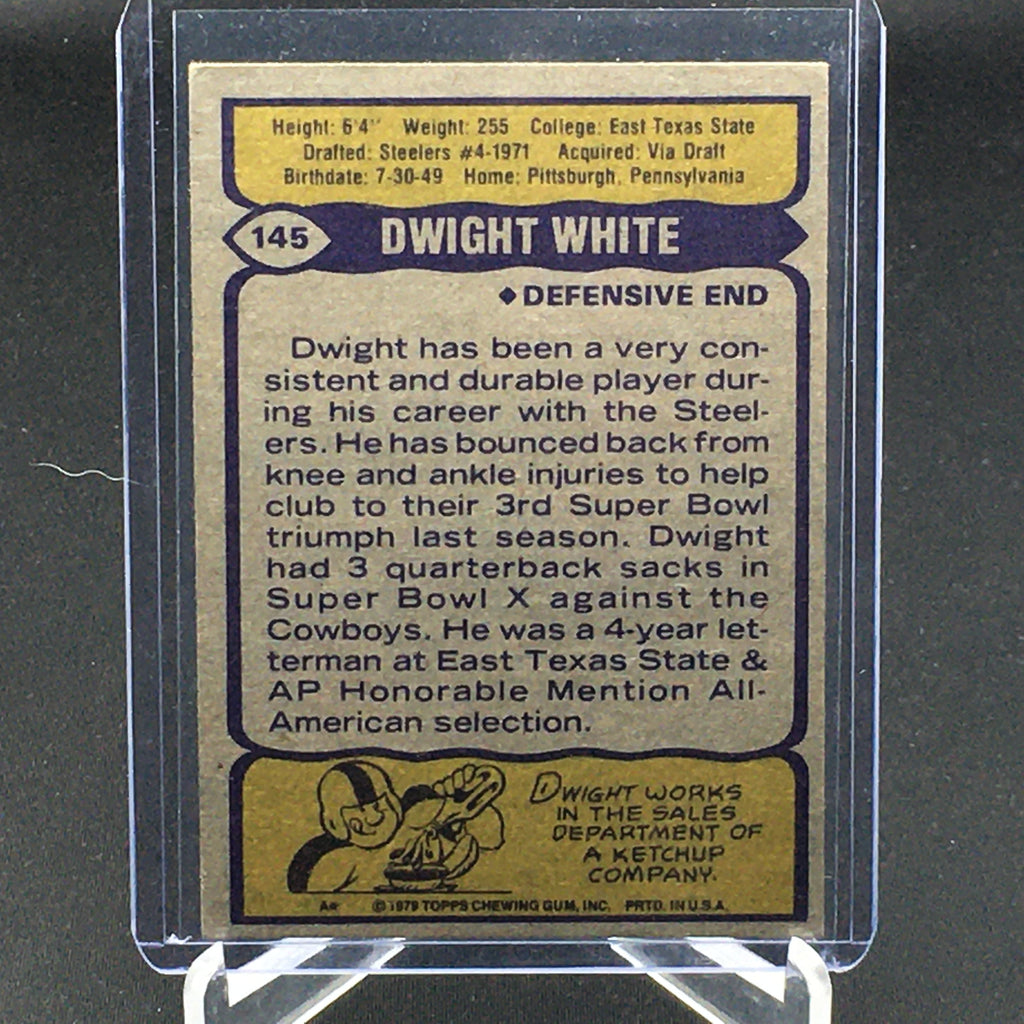 Height: 6'4" Weight: 255 College: East Texas State
Drafted: Steelers #4-1971 Acquired: Via Draft
Birthdate: 7-30-49 Home: Pittsburgh, Pennsylvania
145 DWIGHT WHITE
◆DEFENSIVE END
Dwight has been a very con-
sistent and durable player dur-
ing his career with the Steel-
ers. He has bounced back from
knee and ankle injuries to help
club to their 3rd Super Bowl
triumph last season. Dwight
had 3 quarterback sacks in
Super Bowl X against the
Cowboys. He was a 4-year let-
terman at East Texas State &
AP Honorable Mention All-
American selection.
DWIGHT WORKS
IN THE SALES
DEPARTMENT OF
A KETCHUP
COMPANY.
A* © 1979 TOPPS CHEWING GUM, INC. PRTD. IN U.S.A.